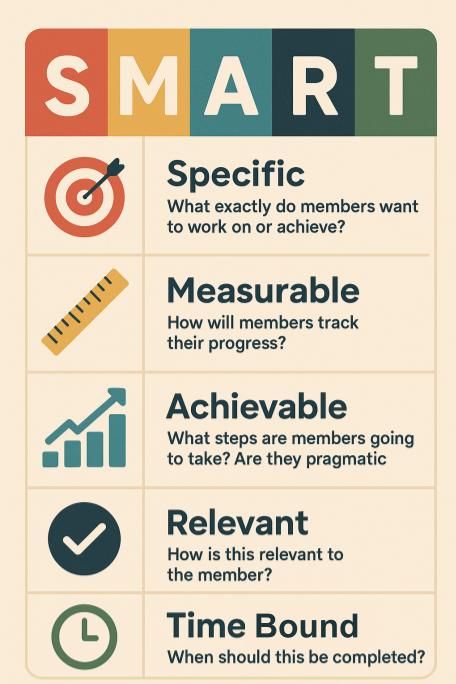 SMART
Specific
What exactly do members want
to work on or achieve?
Measurable
How will members track
their progress?
Achievable
What steps are members going
to take? Are they pragmatic
Relevant
How is this relevant to
the member?
Time Bound
When should this be completed?